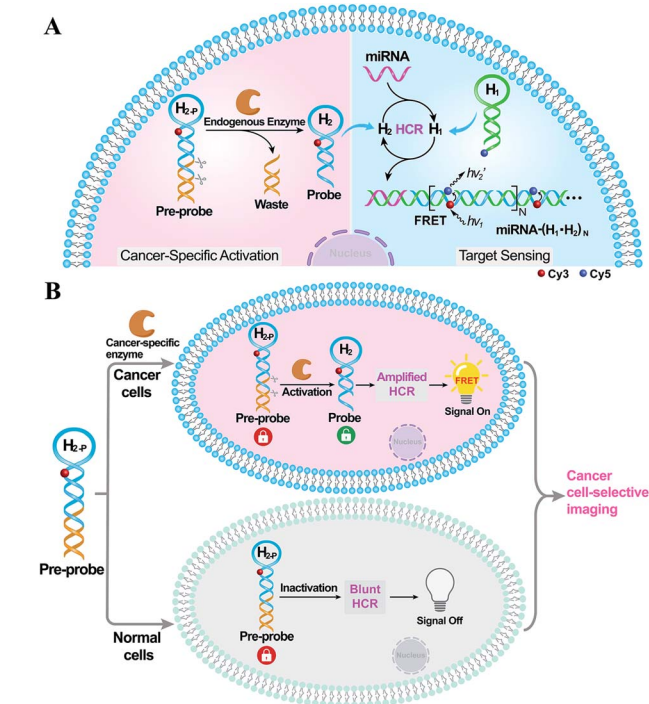 A
H2-P
Endogenous Enzyme
H2
Pre-probe
Waste
Probe
Cancer-Specific Activation
miRNA
H1
H2 HCR H1
hv2'
FRET
hv1
N
miRNA-(H1·H2)N
Nucleus
Target Sensing
Cy3 Cy5
B
Cancer-specific
enzyme
Cancer
cells
H2-P
Pre-probe
H2-P
Activation
H2
Amplified
HCR
FRET
Signal On
Pre-probe
Probe
Nucleus
Cancer
cell-selective
imaging
Normal
cells
H2-P
Inactivation
Blunt
HCR
Signal Off
Pre-probe
Nucleus